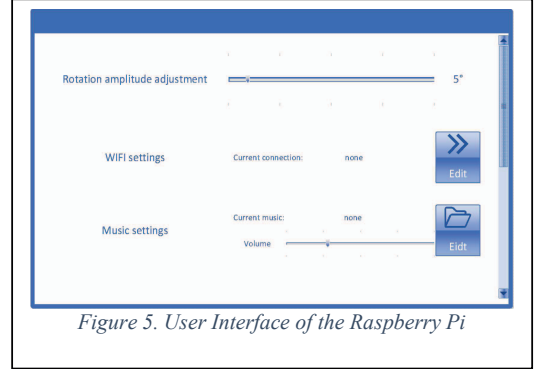 Rotation amplitude adjustment 5°
WIFI settings Current connection: none Edit
Current music: none
Music settings
Volume Eidt
Figure 5. User Interface of the Raspberry Pi